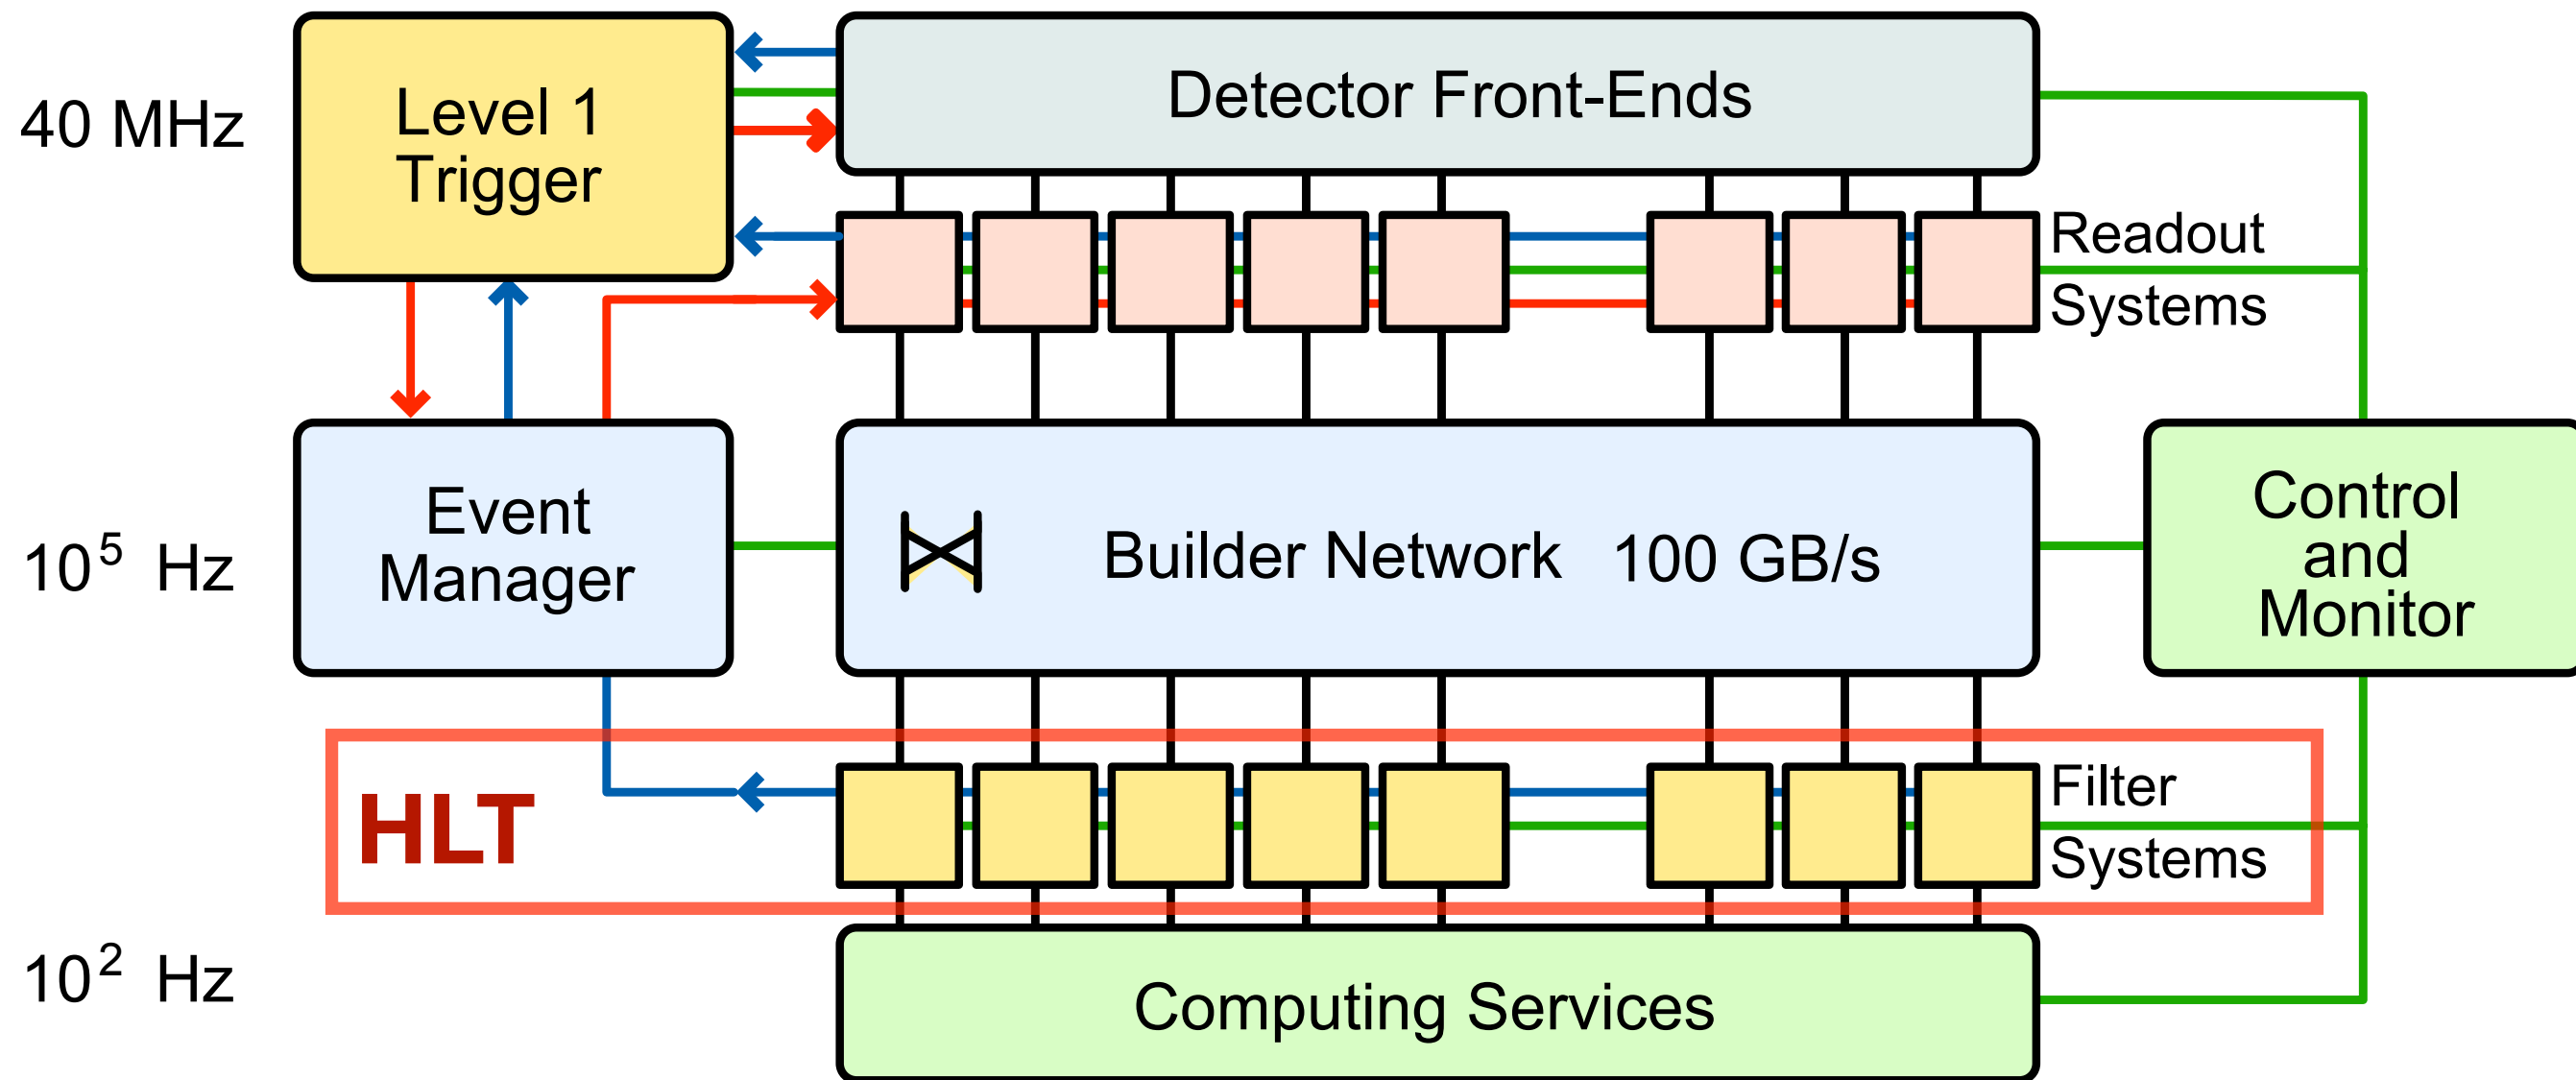 40 MHz
Level 1
Trigger
Detector Front-Ends
Readout
Systems
10⁵ Hz
Event
Manager
Builder Network 100 GB/s
Control
and
Monitor
HLT
Filter
Systems
10² Hz
Computing Services